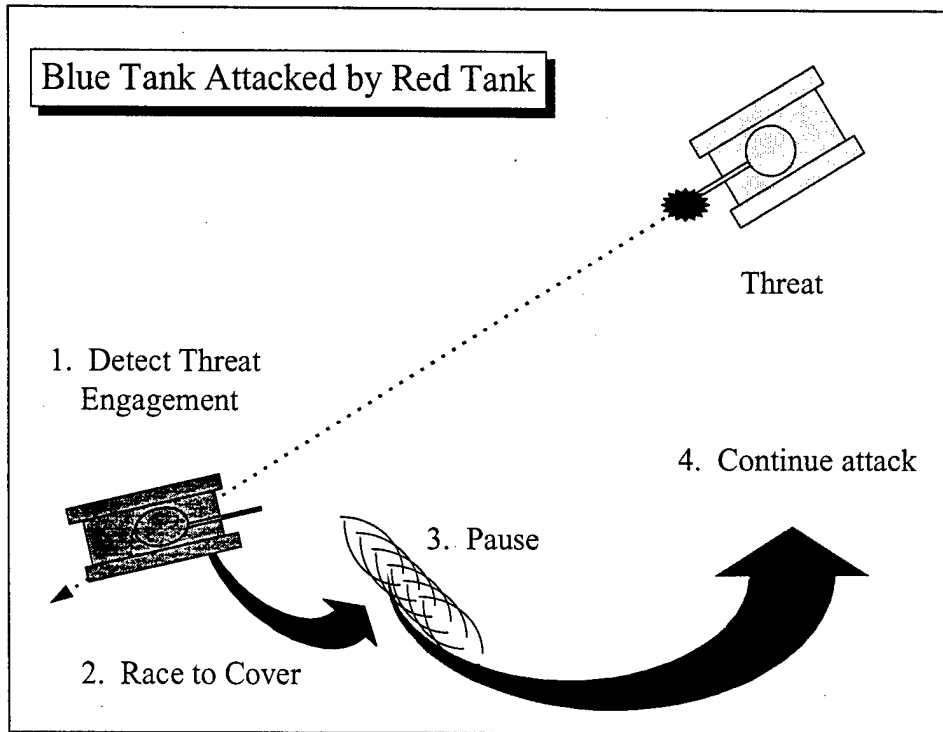 Blue Tank Attacked by Red Tank
Threat
1. Detect Threat
Engagement
4. Continue attack
3. Pause
2. Race to Cover